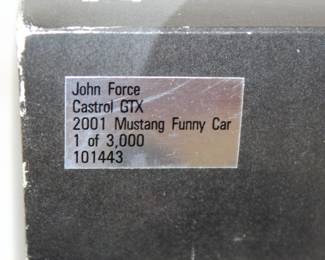 John Force
Castrol GTX
2001 Mustang Funny Car
1 of 3,000
101443